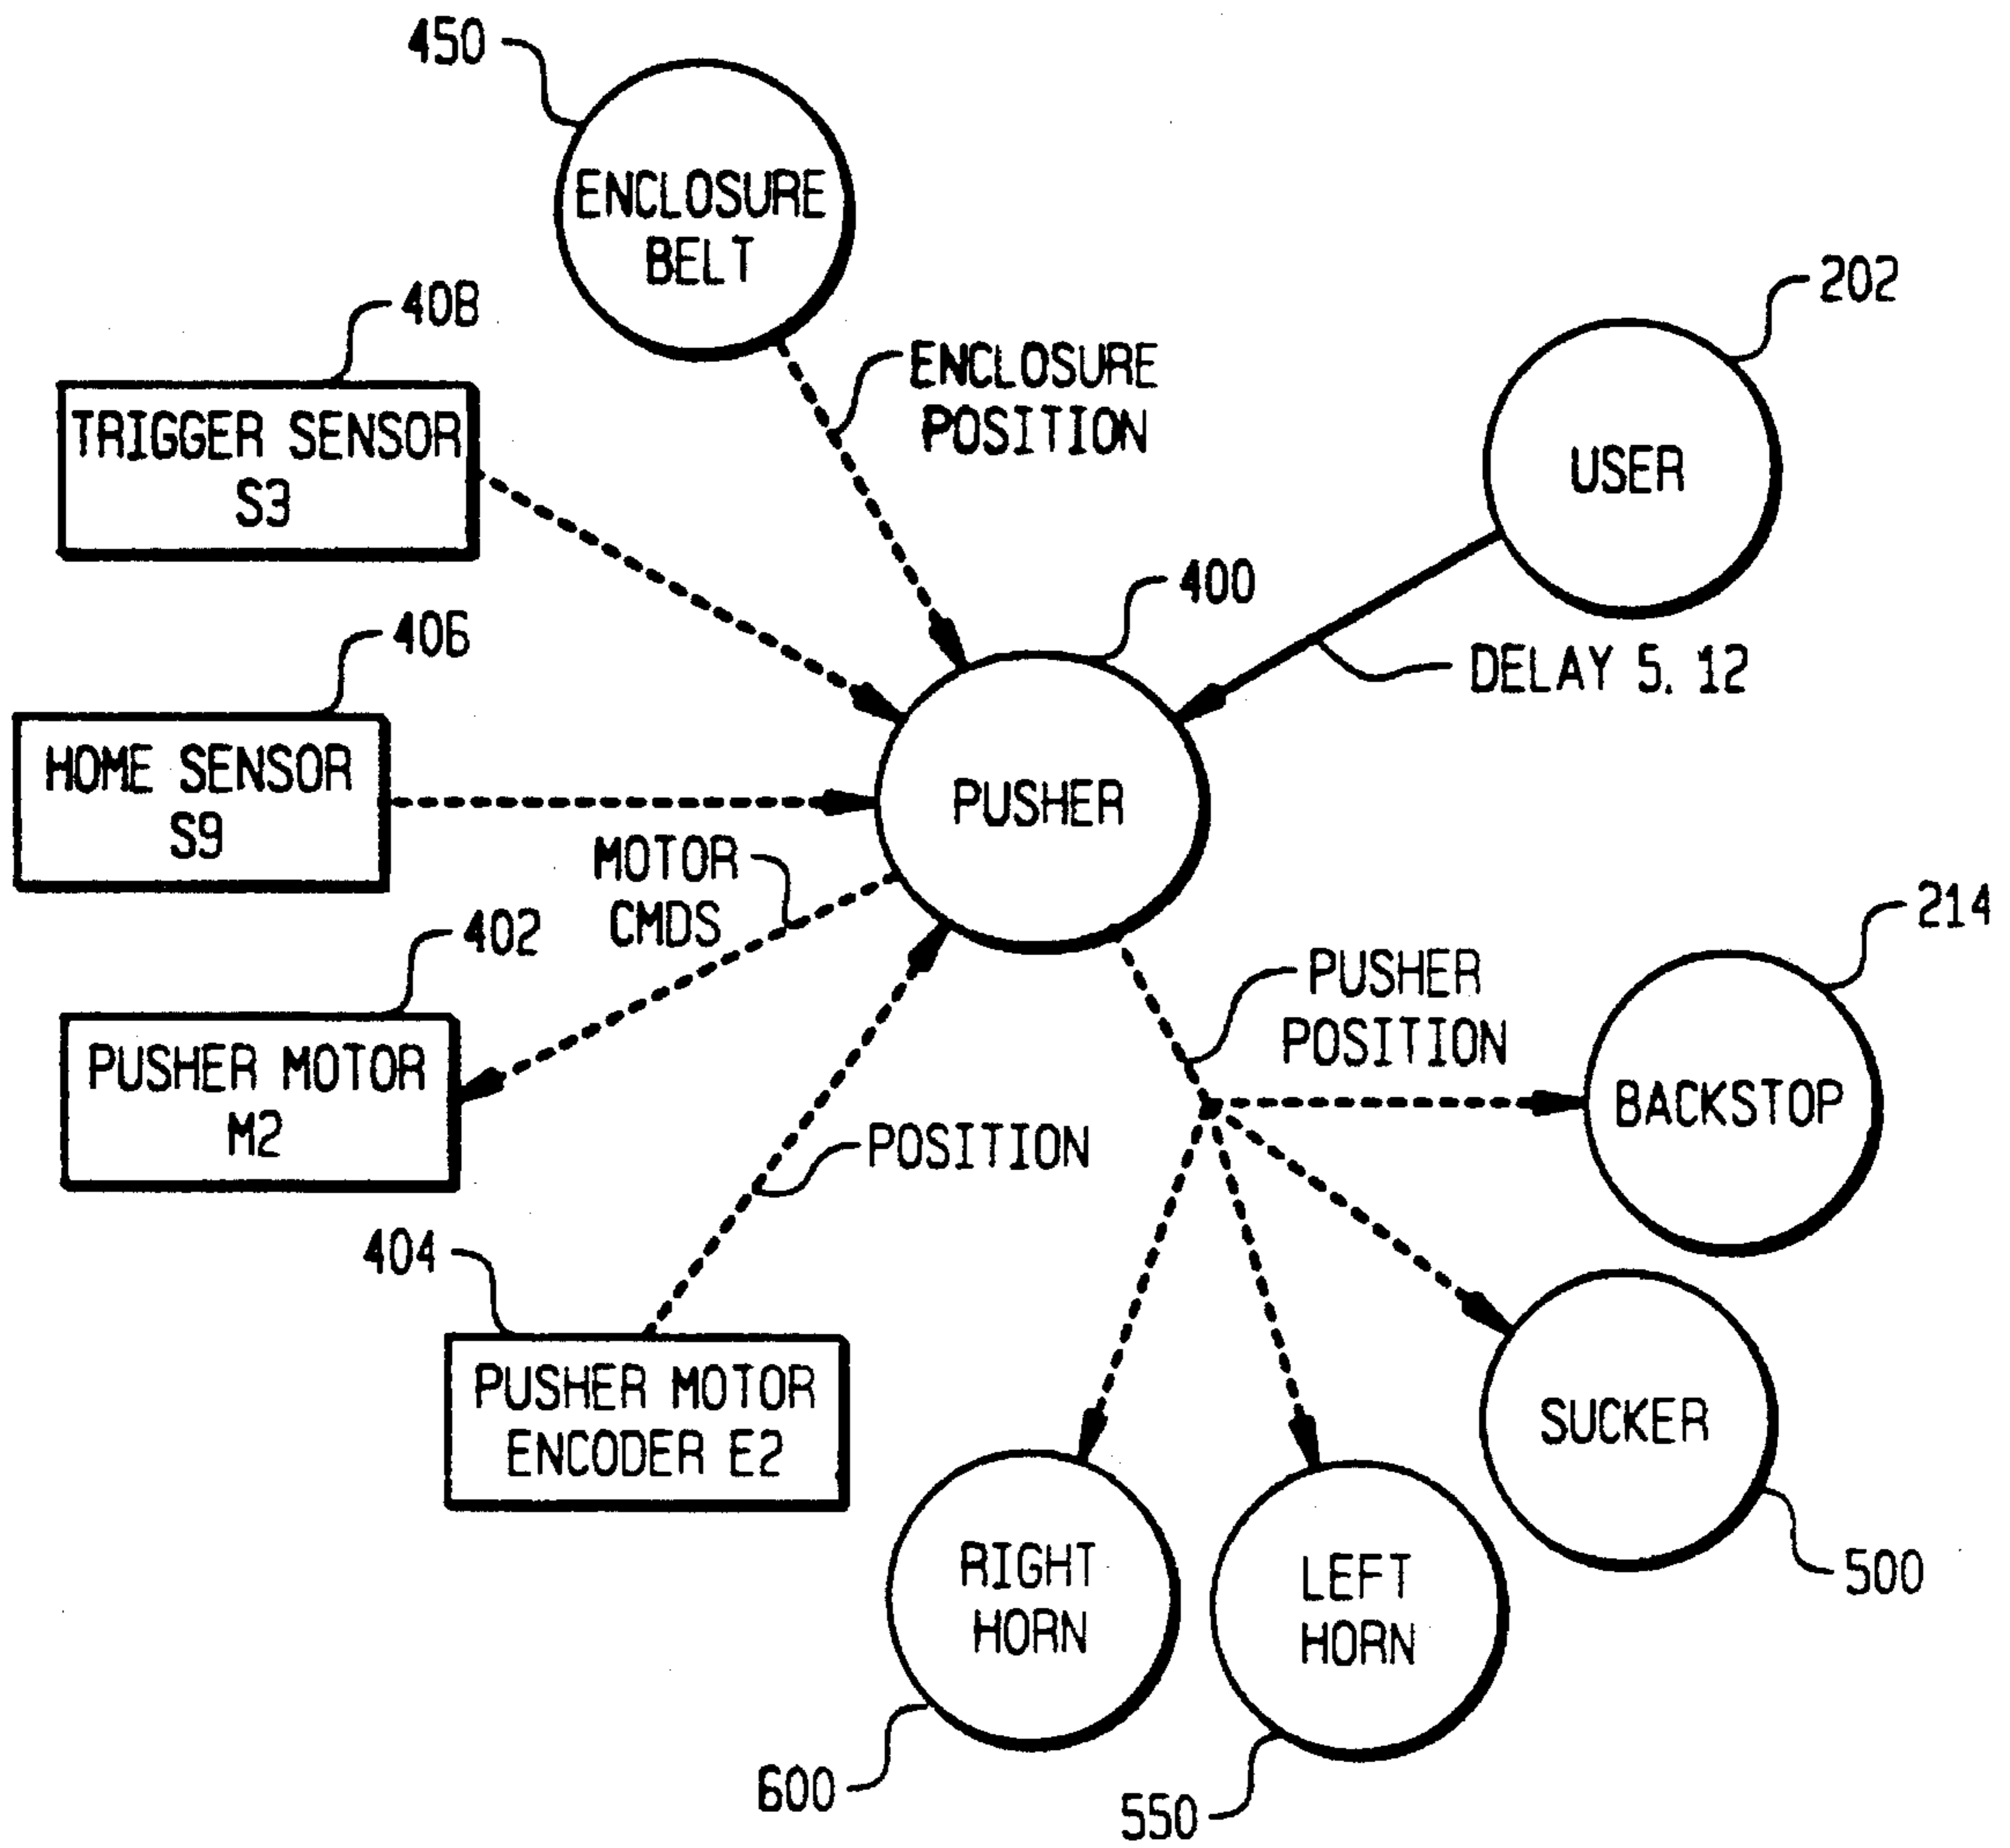 450
ENCLOSURE
BELT
202
408
ENCLOSURE
POSITION
TRIGGER SENSOR
S3
USER
400
406
DELAY 5. 12
HOME SENSOR
S9
PUSHER
MOTOR
CMDS
214
402
PUSHER
POSITION
PUSHER MOTOR
M2
BACKSTOP
POSITION
404
PUSHER MOTOR
ENCODER E2
SUCKER
RIGHT
HORN
LEFT
HORN
500
600
550